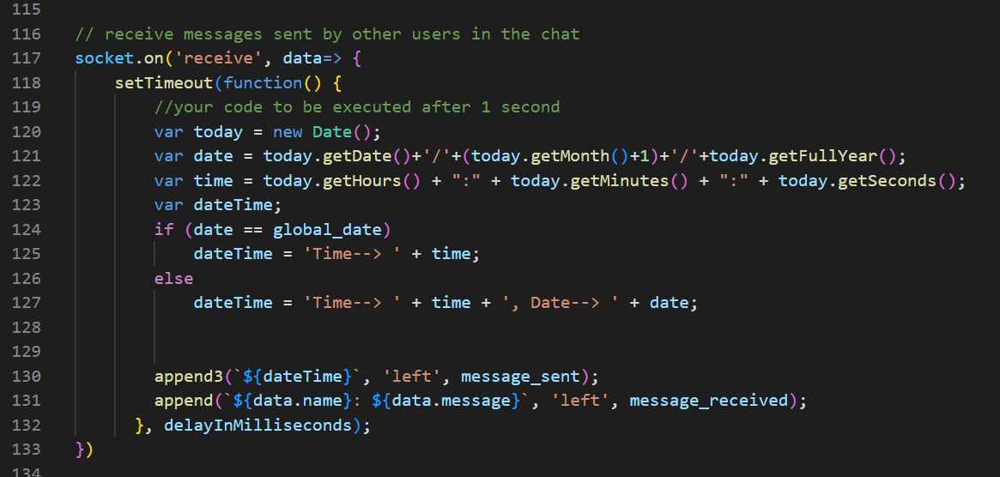 115
116 // receive messages sent by other users in the chat
117 socket.on('receive', data=> {
118     setTimeout(function() {
119         //your code to be executed after 1 second
120         var today = new Date();
121         var date = today.getDate()+'/'+(today.getMonth()+1)+'/'+today.getFullYear();
122         var time = today.getHours() + ":" + today.getMinutes() + ":" + today.getSeconds();
123         var dateTime;
124         if (date == global_date)
125             dateTime = 'Time--> ' + time;
126         else
127             dateTime = 'Time--> ' + time + ', Date--> ' + date;
128
129
130         append3(`${dateTime}`, 'left', message_sent);
131         append(`${data.name}: ${data.message}`, 'left', message_received);
132       }, delayInMilliseconds);
133 })
134